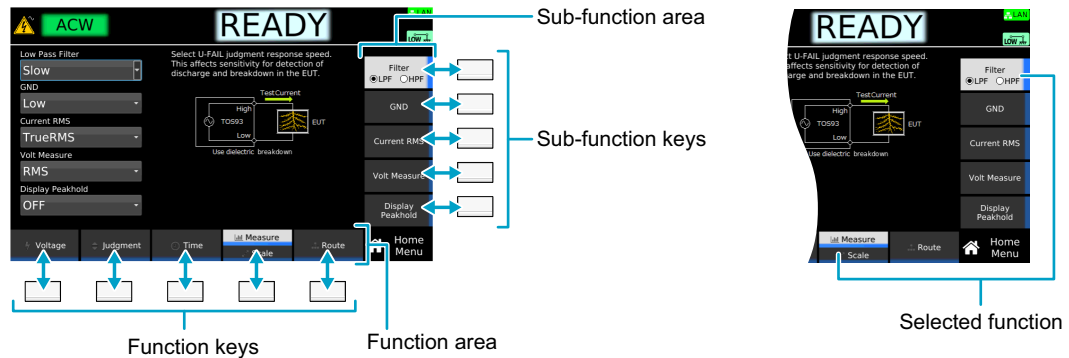 ACW
READY
LAN
LOW
Low Pass Filter
Slow
GND
Low
Current RMS
TrueRMS
Volt Measure
RMS
Display Peakhold
OFF
Select U-FAIL judgment response speed.
This affects sensitivity for detection of
discharge and breakdown in the EUT.
TestCurrent
High
TOS93
EUT
Low
Use dielectric breakdown
Filter
LPF HPF
GND
Current RMS
Volt Measure
Display
Peakhold
Voltage
Judgment
Time
Measure
Route
Home
Menu
Sub-function area
Sub-function keys
Function keys
Function area
READY
LAN
LOW
U-FAIL judgment response speed.
affects sensitivity for detection of
and breakdown in the EUT.
TestCurrent
High
TOS93
EUT
Low
dielectric breakdown
Filter
LPF HPF
GND
Current RMS
Volt Measure
Display
Peakhold
Measure
Scale
Route
Home
Menu
Selected function